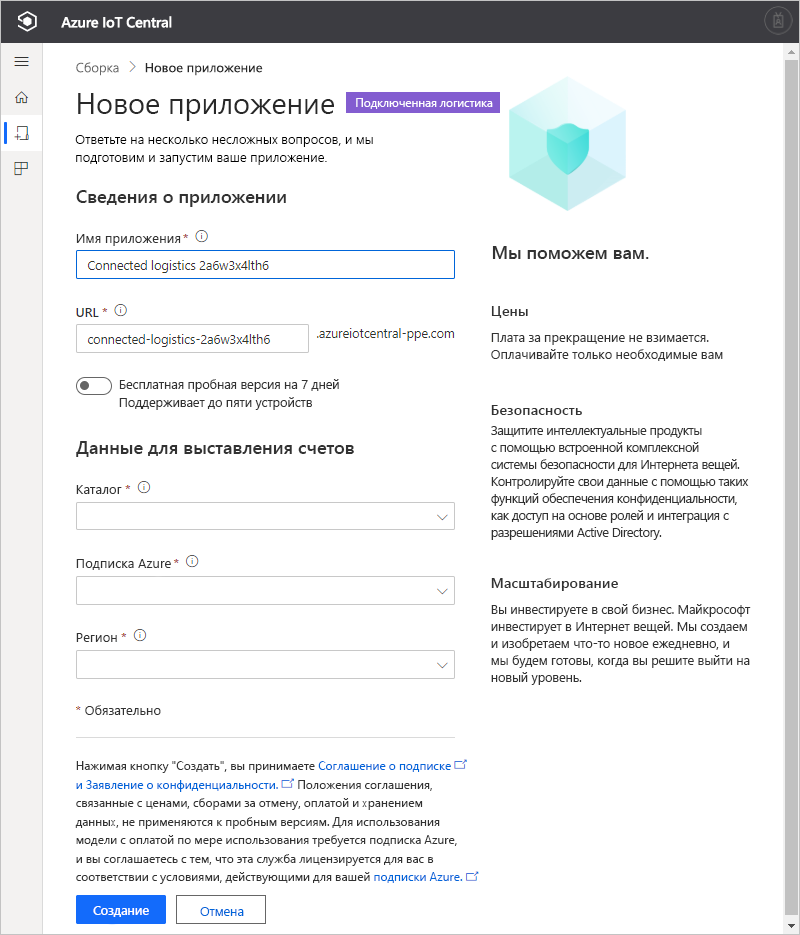 Azure IoT Central
Сборка > Новое приложение
Новое приложение
Подключенная логистика
Ответьте на несколько несложных вопросов, и мы
подготовим и запустим ваше приложение.
Сведения о приложении
Имя приложения *
Connected logistics 2a6w3x4lth6
URL *
connected-logistics-2a6w3x4lth6
.azureiotcentral-ppe.com
Бесплатная пробная версия на 7 дней
Поддерживает до пяти устройств
Данные для выставления счетов
Каталог *
Подписка Azure *
Регион *
* Обязательно
Нажимая кнопку "Создать", вы принимаете Соглашение о подписке
и Заявление о конфиденциальности. Положения соглашения,
связанные с ценами, сборами за отмену, оплатой и хранением
данных, не применяются к пробным версиям. Для использования
модели с оплатой по мере использования требуется подписка Azure,
и вы соглашаетесь с тем, что эта служба лицензируется для вас в
соответствии с условиями, действующими для вашей подписки Azure.
Создание
Отмена
Мы поможем вам.
Цены
Плата за прекращение не взимается.
Оплачивайте только необходимые вам
Безопасность
Защитите интеллектуальные продукты
с помощью встроенной комплексной
системы безопасности для Интернета вещей.
Контролируйте свои данные с помощью таких
функций обеспечения конфиденциальности,
как доступ на основе ролей и интеграция с
разрешениями Active Directory.
Масштабирование
Вы инвестируете в свой бизнес. Майкрософт
инвестирует в Интернет вещей. Мы создаем
и изобретаем что-то новое ежедневно, и
мы будем готовы, когда вы решите выйти на
новый уровень.